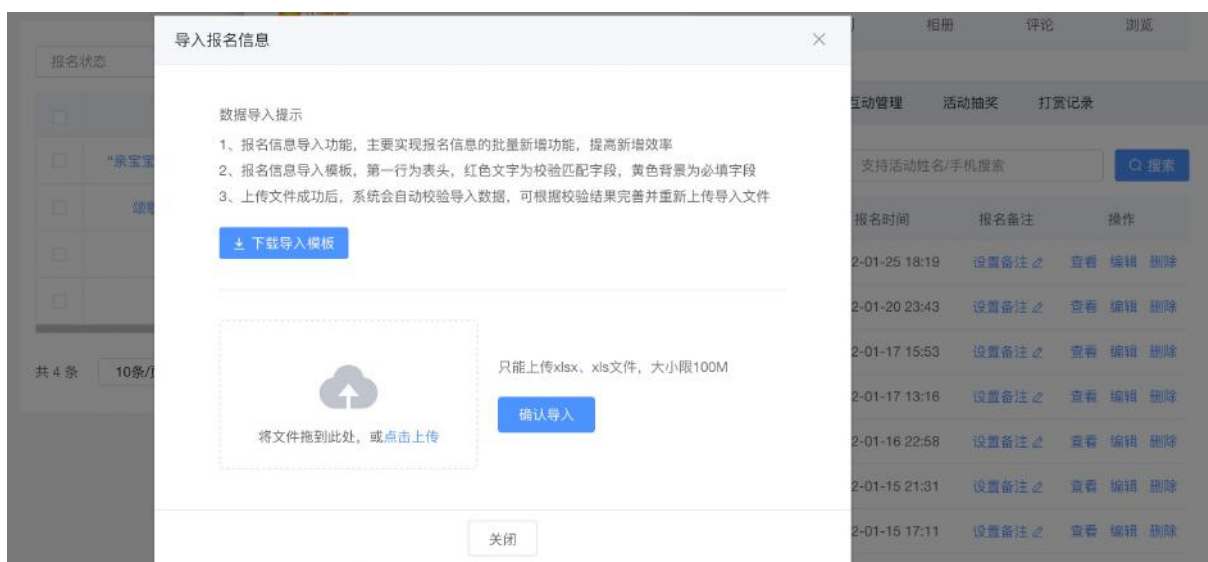 导入报名信息
相册 评论 浏览
报名状态
数据导入提示
互动管理 活动抽奖 打赏记录
1、报名信息导入功能，主要实现报名信息的批量新增功能，提高新增效率
"亲宝宝
2、报名信息导入模板，第一行为表头，红色文字为校验匹配字段，黄色背景为必填字段
支持活动姓名/手机搜索 搜索
3、上传文件成功后，系统会自动校验导入数据，可根据校验结果完善并重新上传导入文件
报名时间 报名备注 操作
下载导入模板
2-01-25 18:19 设置备注 查看 编辑 删除
2-01-20 23:43 设置备注 查看 编辑 删除
2-01-17 15:53 设置备注 查看 编辑 删除
共 4 条 10条/
只能上传xlsx、xls文件，大小限100M
2-01-17 13:16 设置备注 查看 编辑 删除
确认导入
将文件拖到此处，或点击上传
2-01-16 22:58 设置备注 查看 编辑 删除
2-01-15 21:31 设置备注 查看 编辑 删除
2-01-15 17:11 设置备注 查看 编辑 删除
关闭